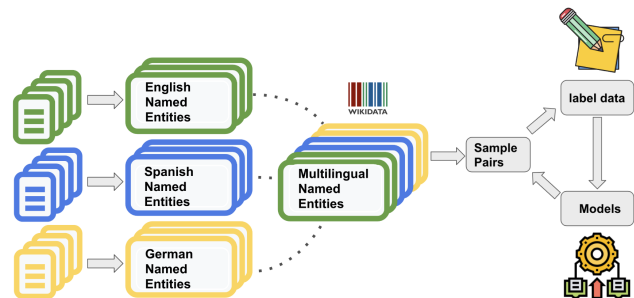 English
Named
Entities
WIKIDATA
label data
Sample
Pairs
Spanish
Named
Entities
Multilingual
Named
Entities
Models
German
Named
Entities